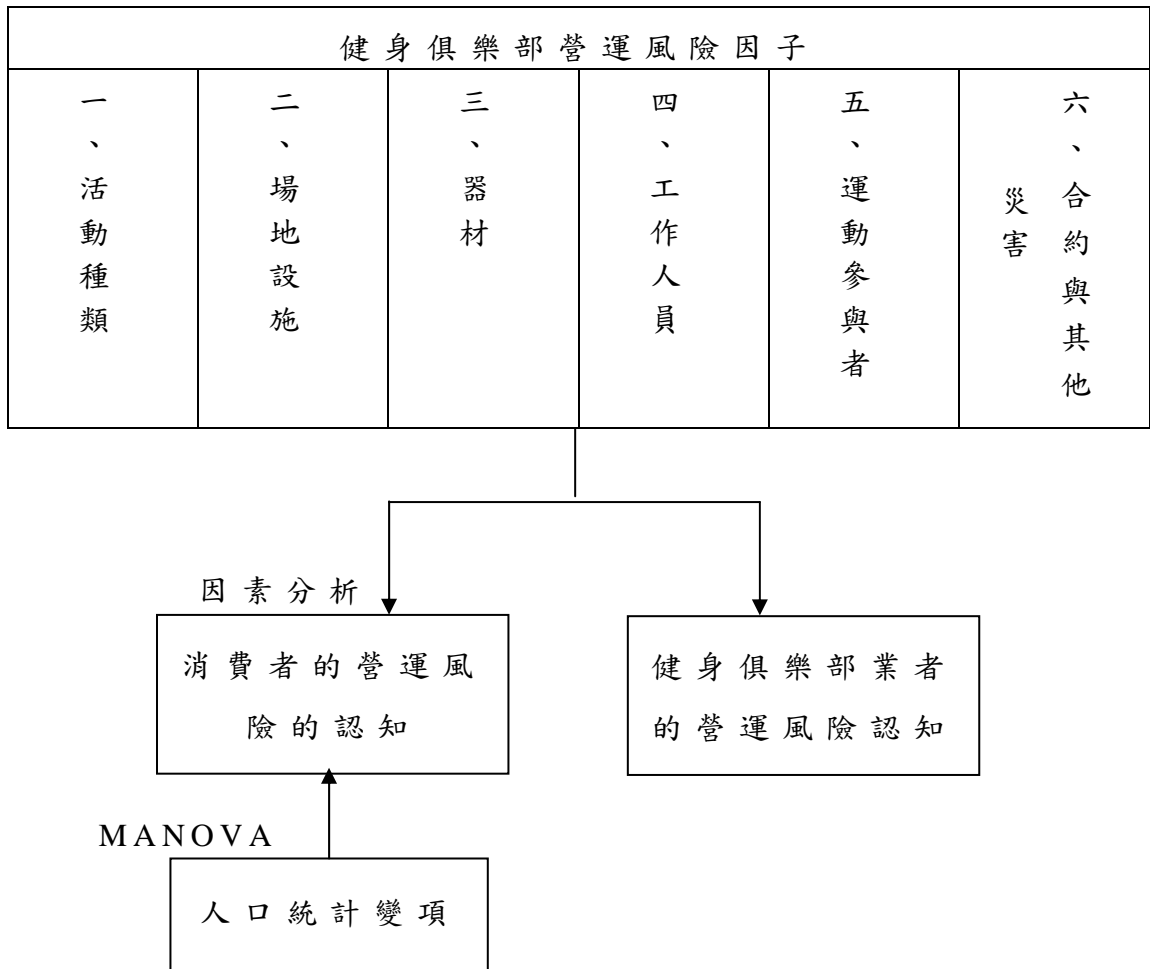 健身俱樂部營運風險因子
一、活動種類
二、場地設施
三、器材
四、工作人員
五、運動參與者
六、合約與其他
災害
因素分析
消費者的營運風
險的認知
健身俱樂部業者
的營運風險認知
MANOVA
人口統計變項